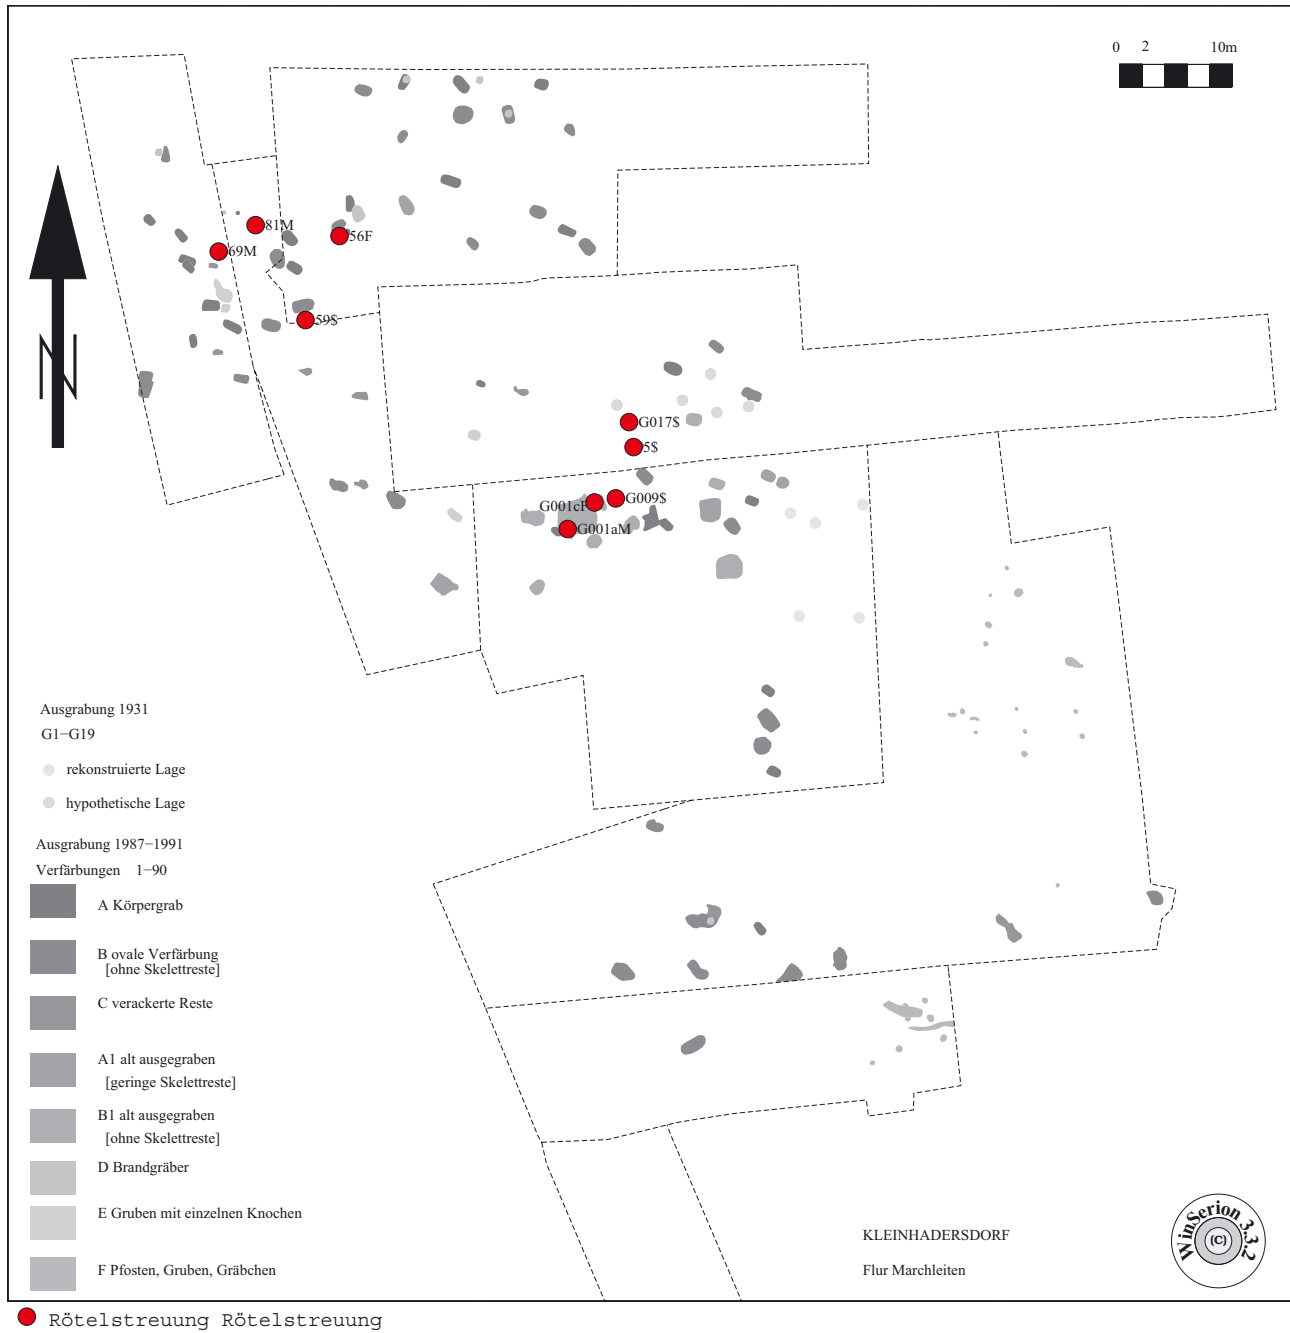 0 2 10m
81M
69M
56F
59$
G017$
5$
G001cF
G009$
G001aM
N
Ausgrabung 1931
G1−G19
rekonstruierte Lage
hypothetische Lage
Ausgrabung 1987−1991
Verfärbungen 1−90
A Körpergrab
B ovale Verfärbung
[ohne Skelettreste]
C verackerte Reste
A1 alt ausgegraben
[geringe Skelettreste]
B1 alt ausgegraben
[ohne Skelettreste]
D Brandgräber
E Gruben mit einzelnen Knochen
F Pfosten, Gruben, Gräbchen
KLEINHADERSDORF
Flur Marchleiten
WinSerion 3.3.2
(C)
Rötelstreuung Rötelstreuung